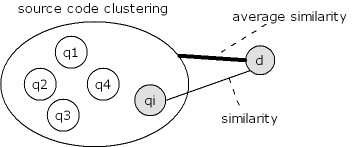 source code clustering
average similarity
q1
d
q2
q4
qi
q3
similarity